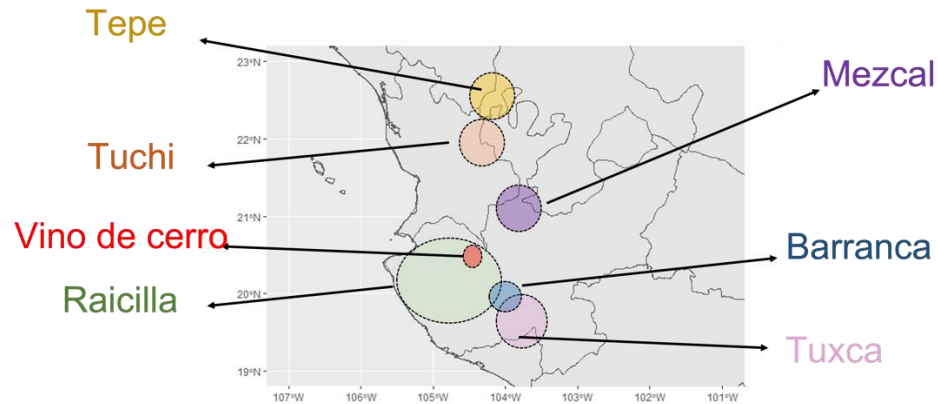 Tepe
Mezcal
Tuchi
Vino de cerro
Barranca
Raicilla
Tuxca
23°N
22°N
21°N
20°N
19°N
107°W
106°W
105°W
104°W
103°W
102°W
101°W